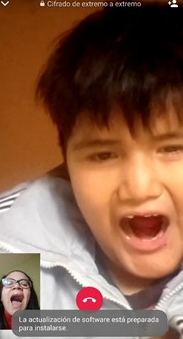 Cifrado de extremo a extremo
La actualización de software está preparada
para instalarse.